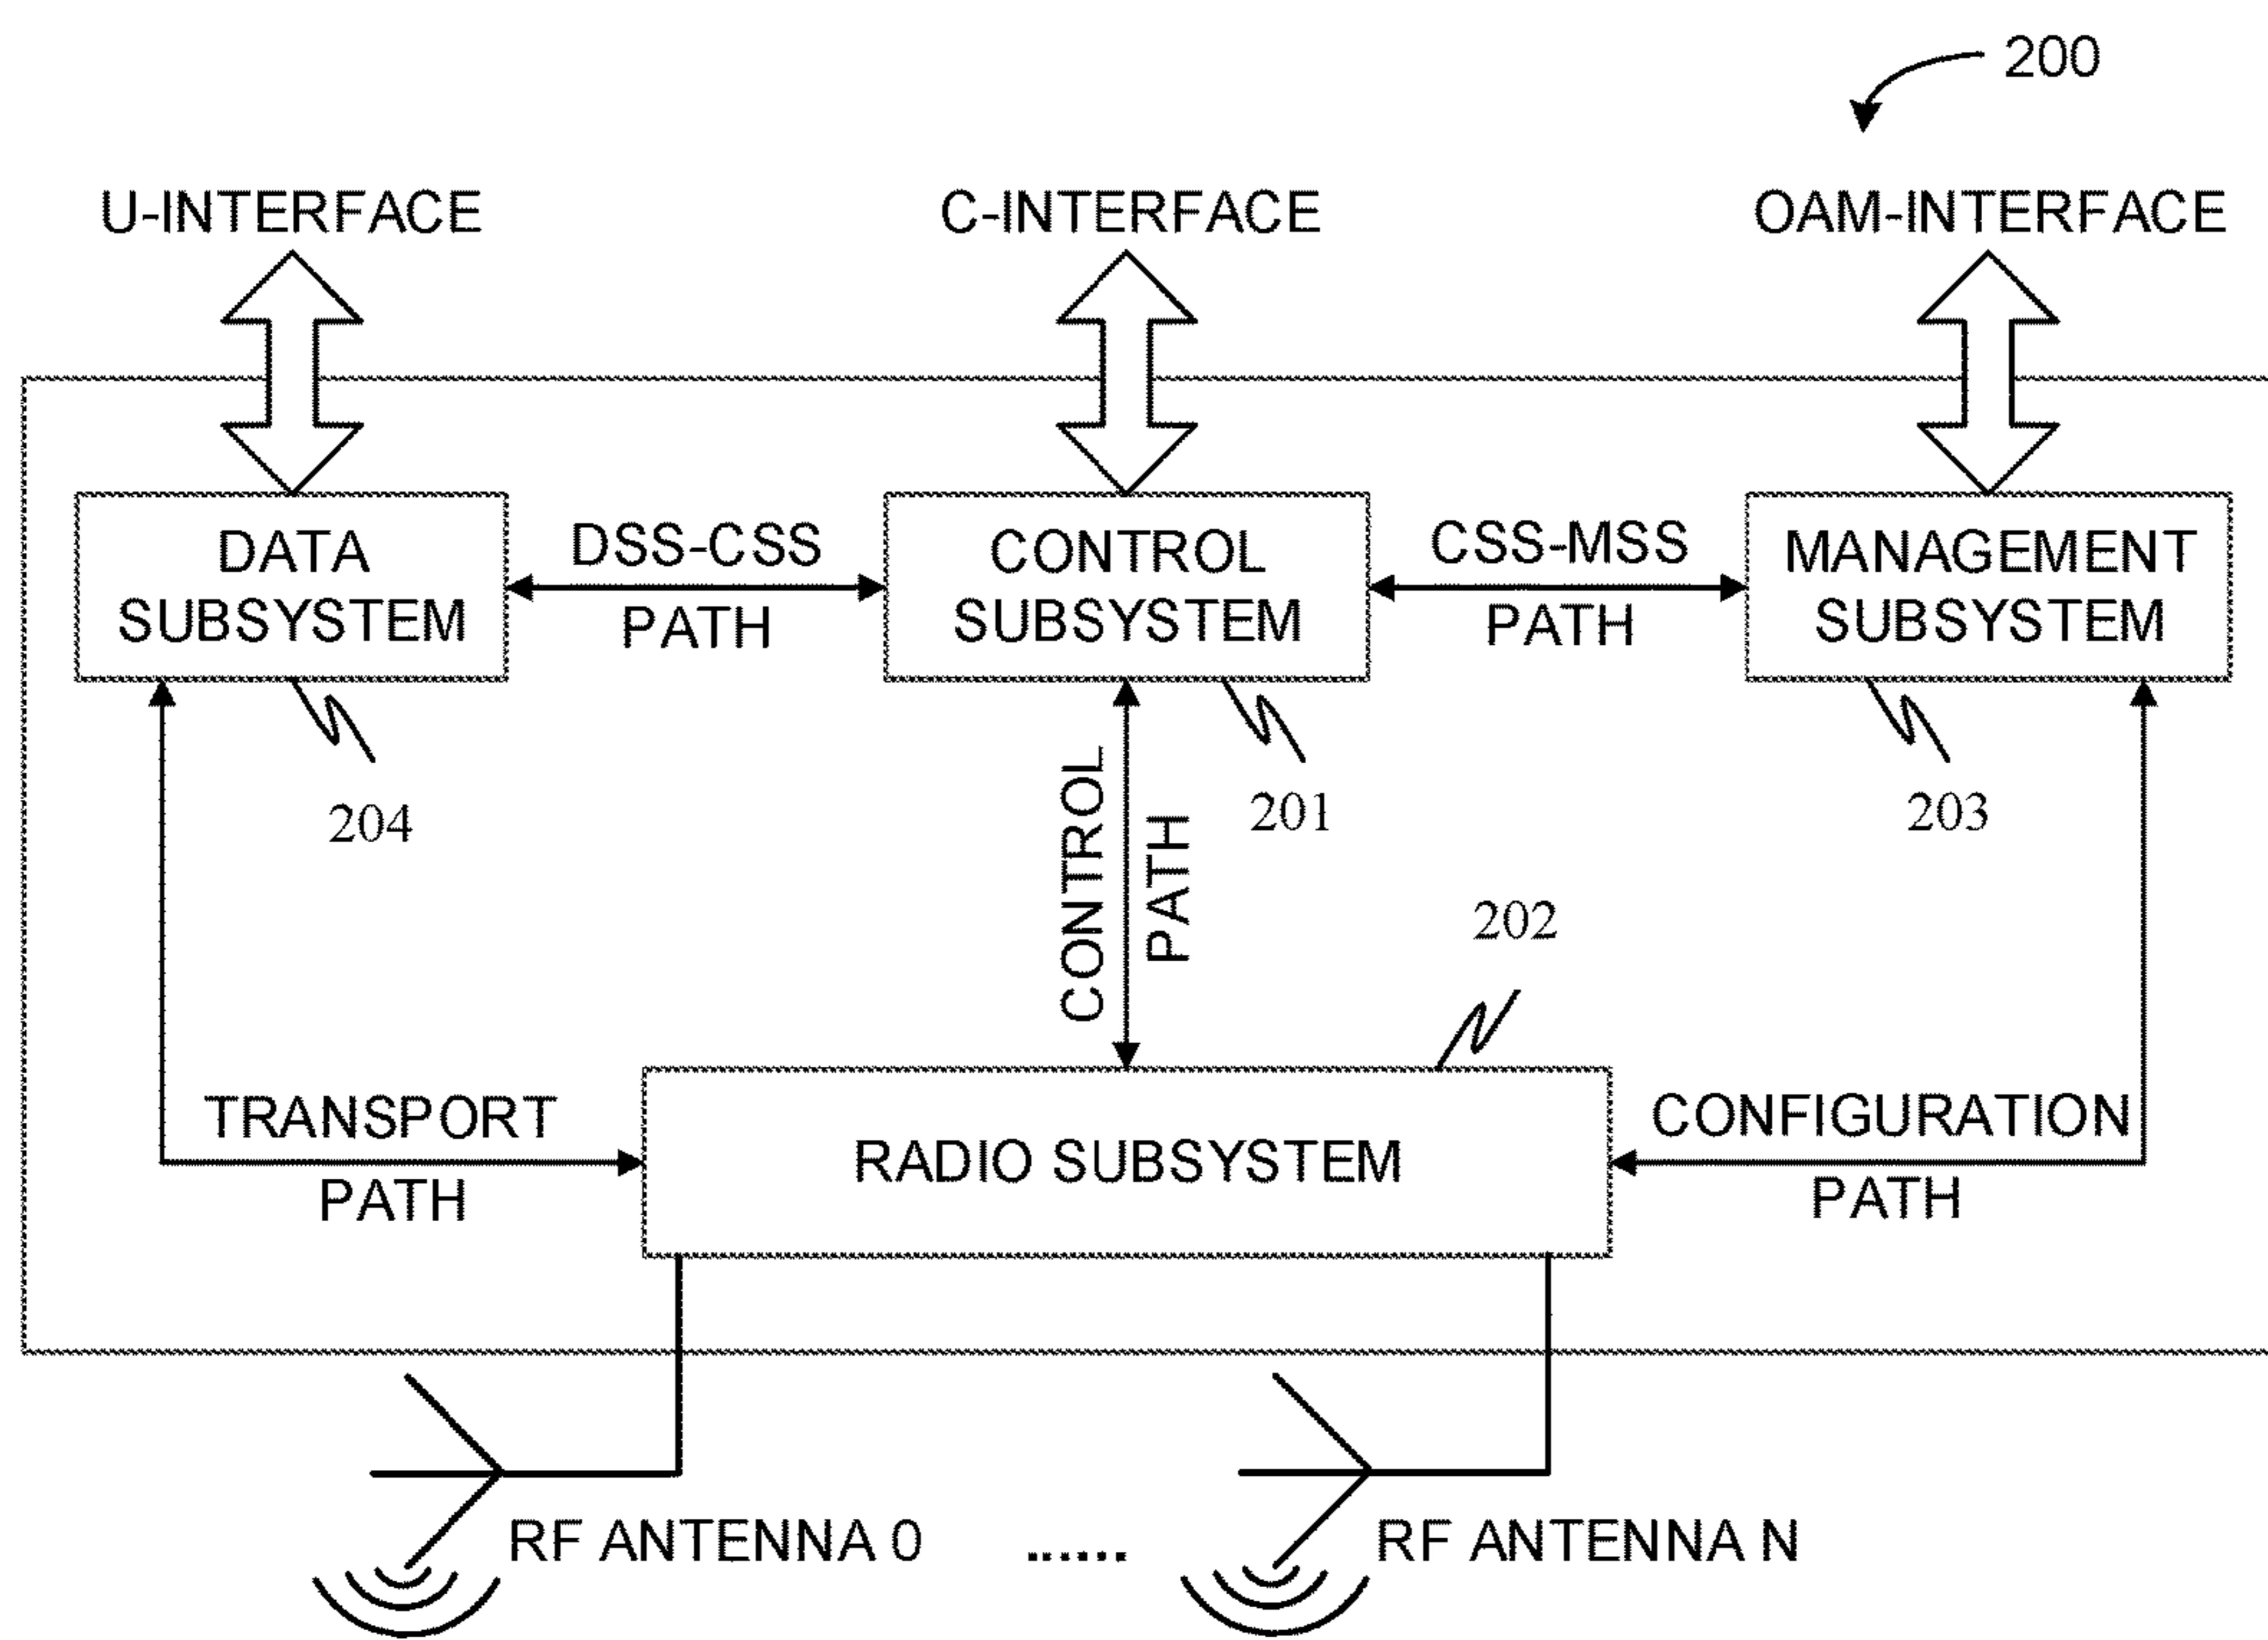 200
U-INTERFACE
C-INTERFACE
OAM-INTERFACE
DATA
SUBSYSTEM
DSS-CSS
PATH
CONTROL
SUBSYSTEM
CSS-MSS
PATH
MANAGEMENT
SUBSYSTEM
204
201
203
CONTROL
PATH
202
TRANSPORT
PATH
RADIO SUBSYSTEM
CONFIGURATION
PATH
RF ANTENNA 0
......
RF ANTENNA N